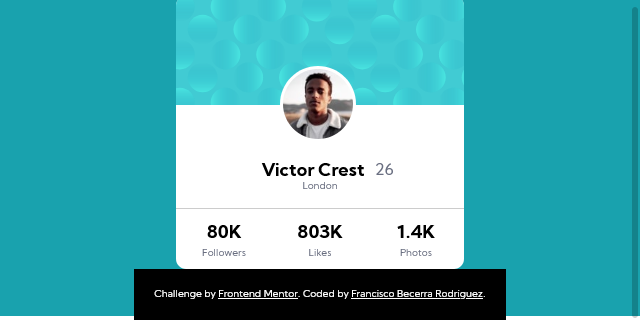 Victor Crest 26
London
80K 803K 1.4K
Followers Likes Photos
Challenge by Frontend Mentor. Coded by Francisco Becerra Rodriguez.